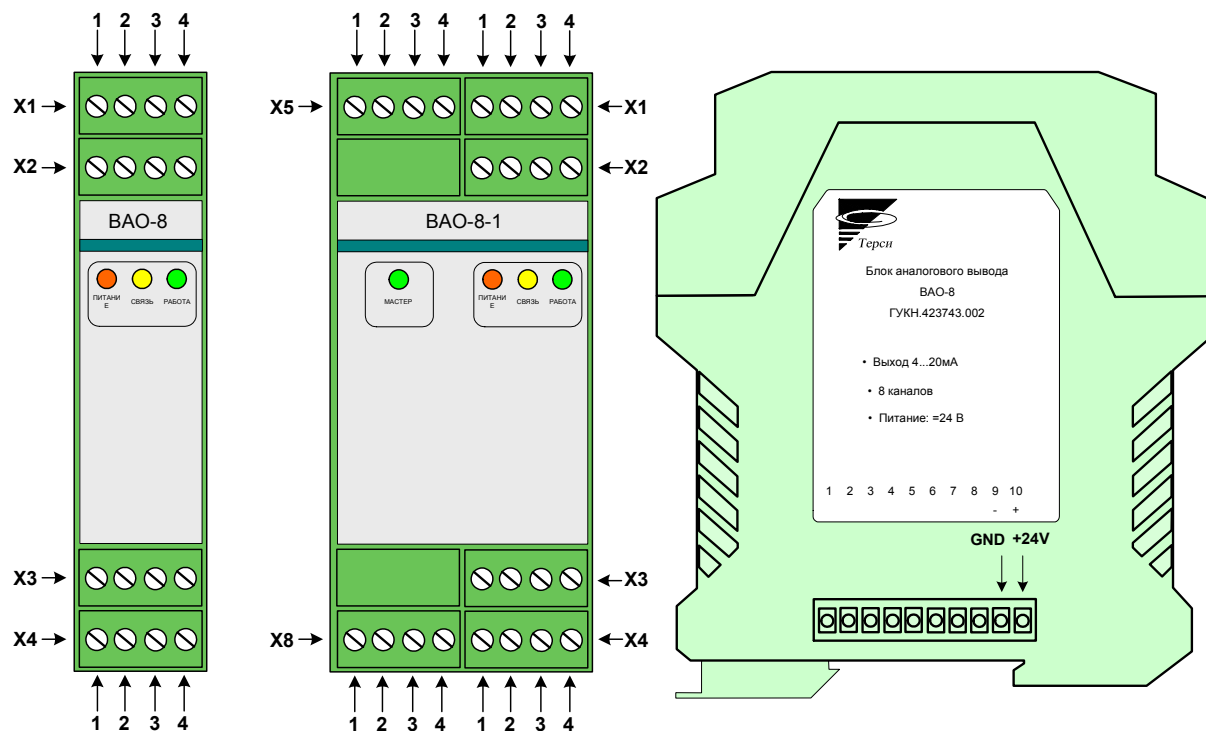 1 2 3 4
X1
X2
ВАО-8
ПИТАНИ
Е
СВЯЗЬ
РАБОТА
X3
X4
1 2 3 4
1 2 3 4 1 2 3 4
X5
X1
X2
ВАО-8-1
МАСТЕР
ПИТАНИ
Е
СВЯЗЬ
РАБОТА
X3
X8
X4
1 2 3 4 1 2 3 4
Терси
Блок аналогового вывода
ВАО-8
ГУКН.423743.002
• Выход 4...20мА
• 8 каналов
• Питание: =24 В
1 2 3 4 5 6 7 8 9 10
- +
GND +24V